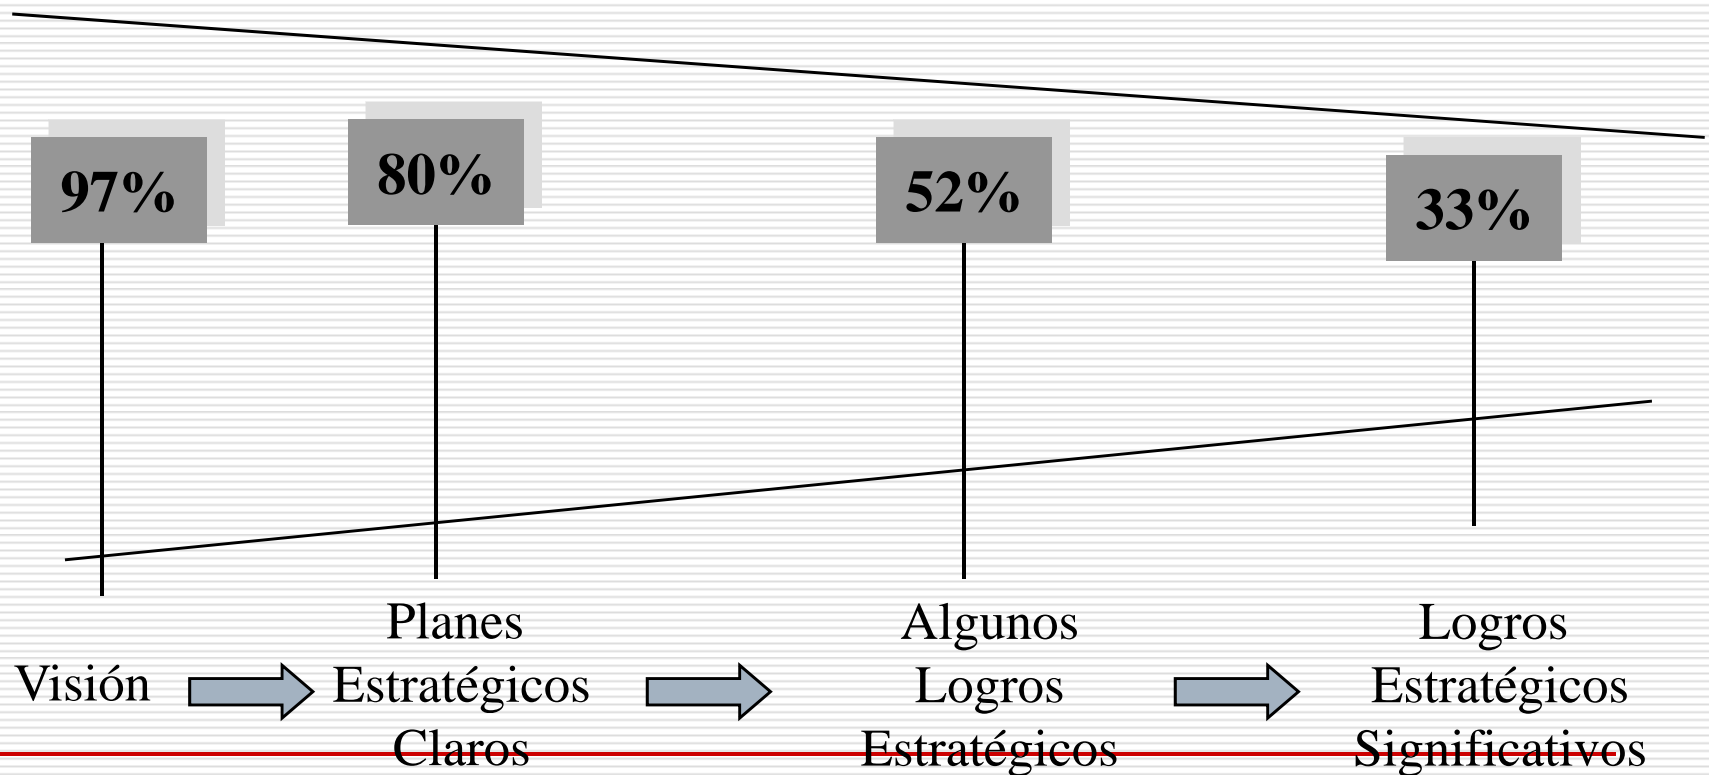 97%
80%
52%
33%
Visión
Planes
Estratégicos
Claros
Algunos
Logros
Estratégicos
Logros
Estratégicos
Significativos